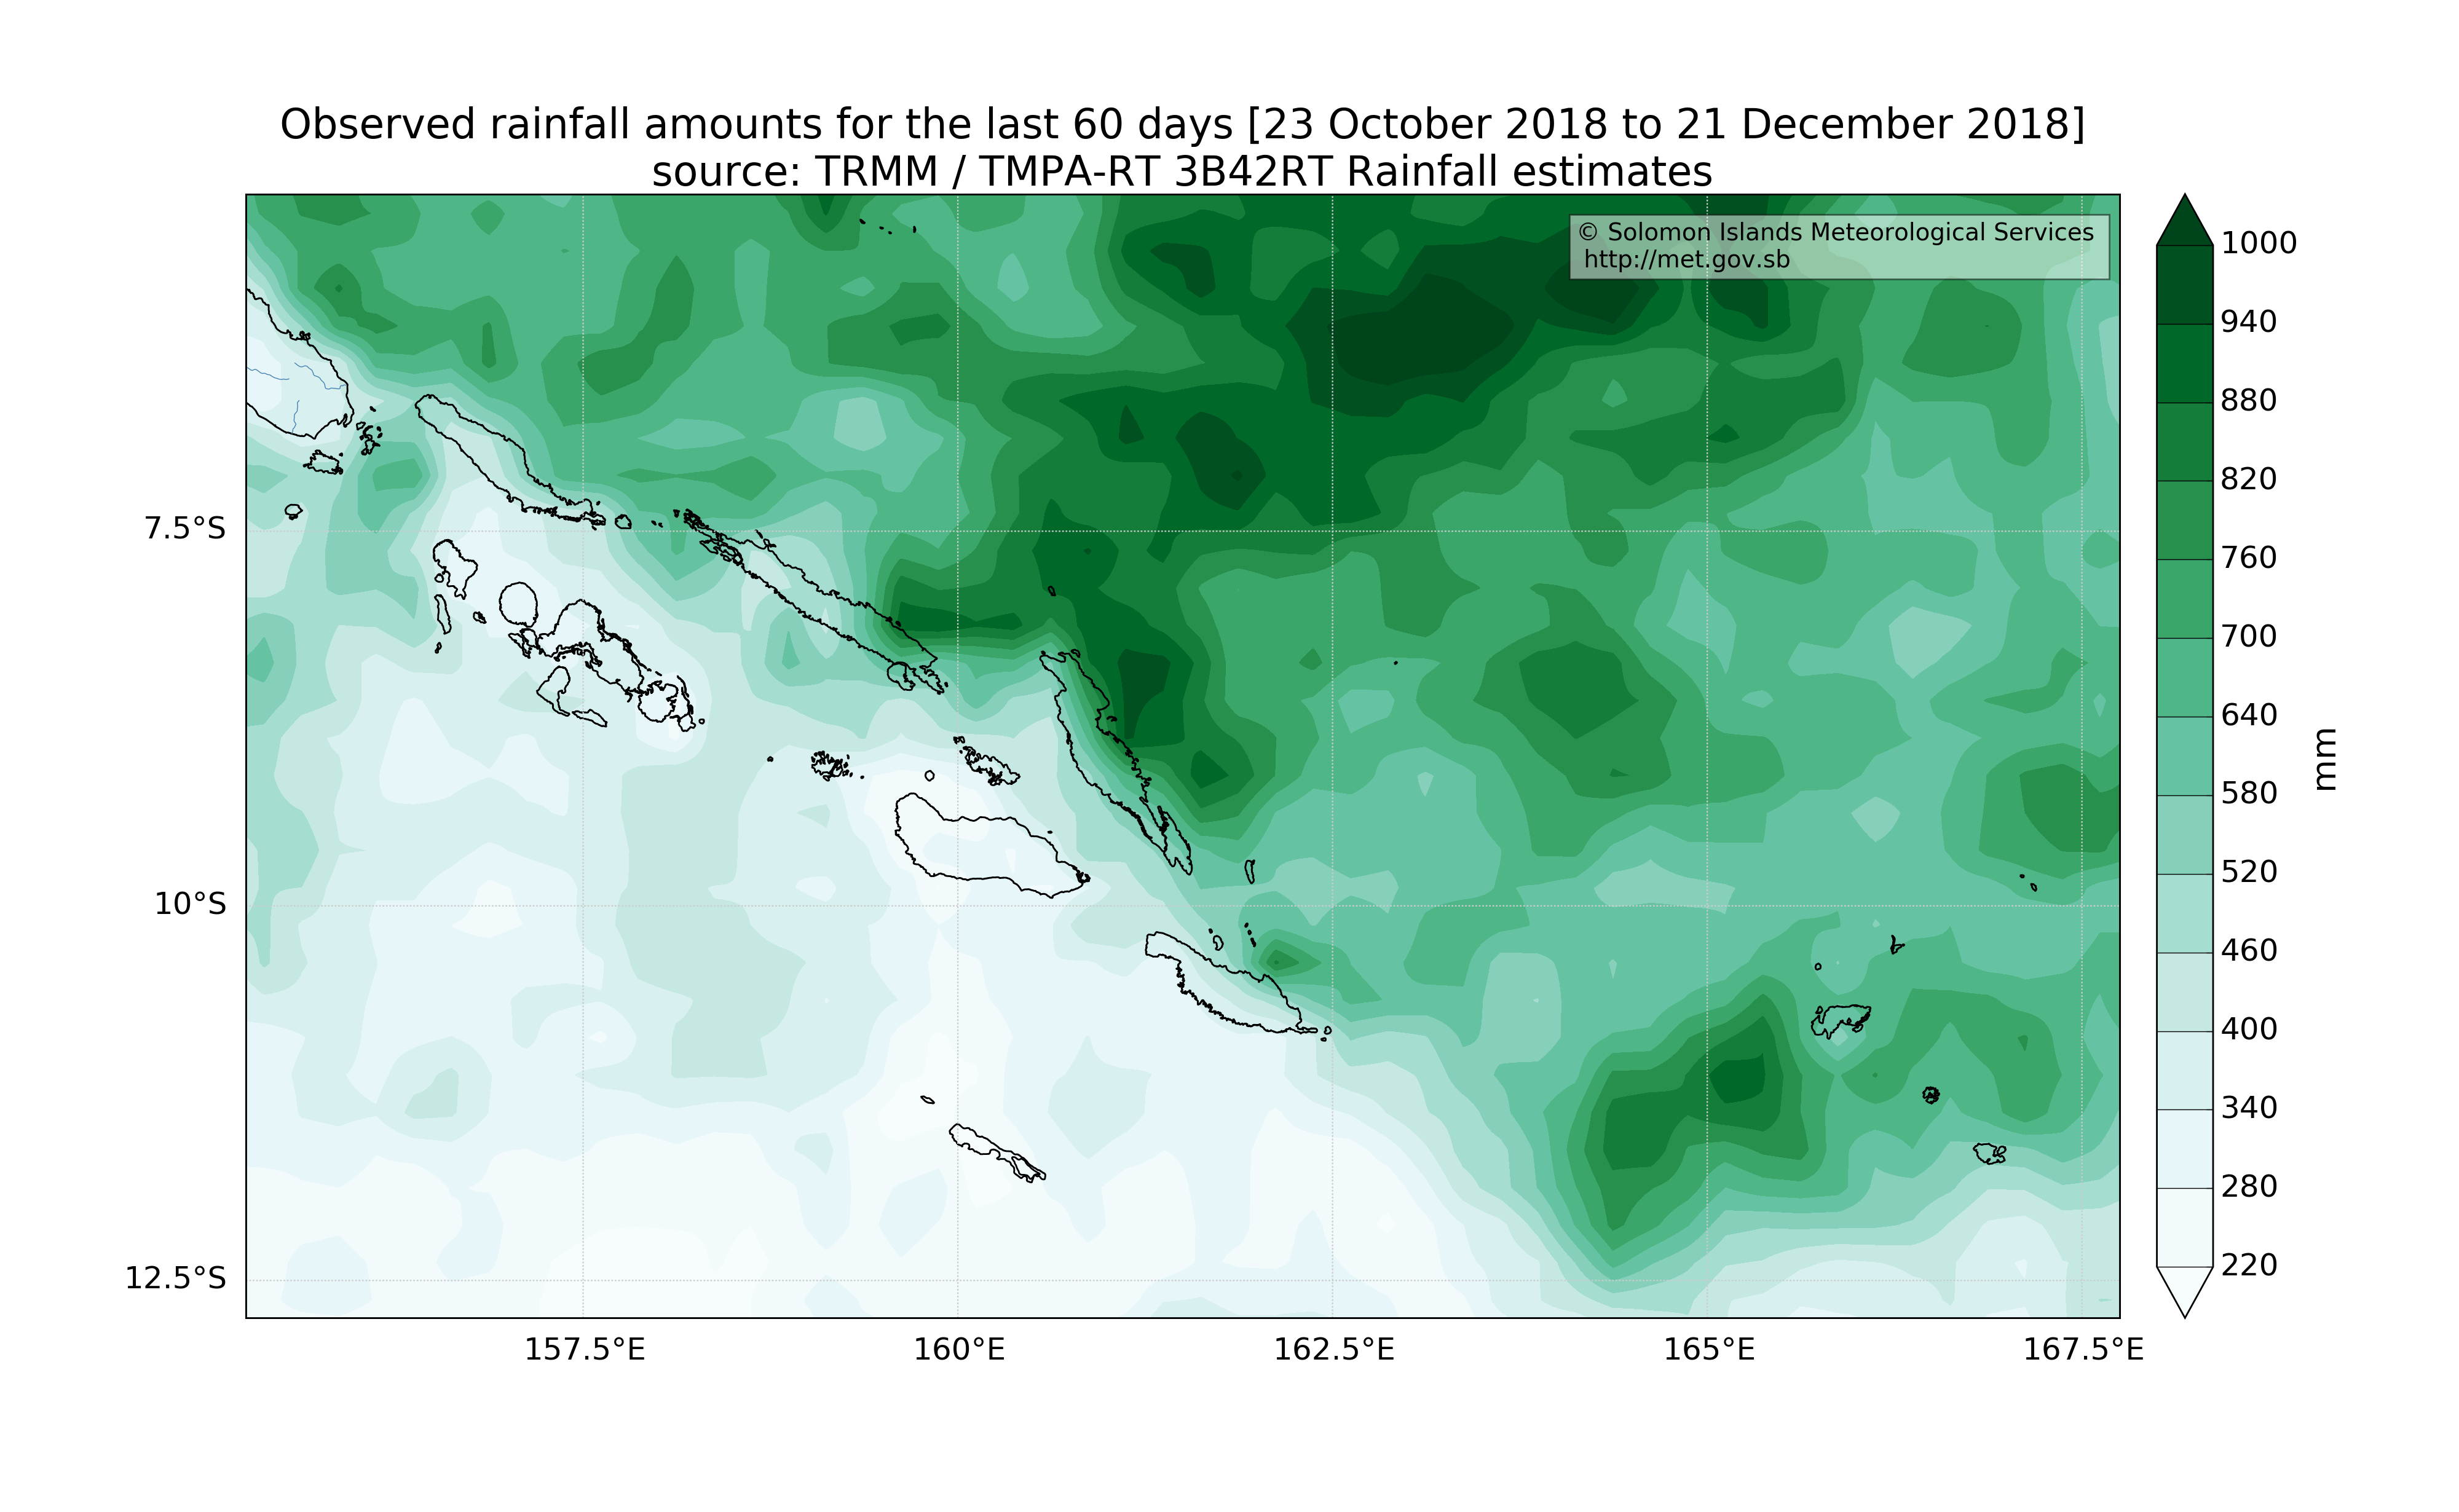 Observed rainfall amounts for the last 60 days [23 October 2018 to 21 December 2018]
source: TRMM / TMPA-RT 3B42RT Rainfall estimates
© Solomon Islands Meteorological Services
http://met.gov.sb
7.5°S
10°S
12.5°S
157.5°E
160°E
162.5°E
165°E
167.5°E
1000
940
880
820
760
700
640
580
520
460
400
340
280
220
mm